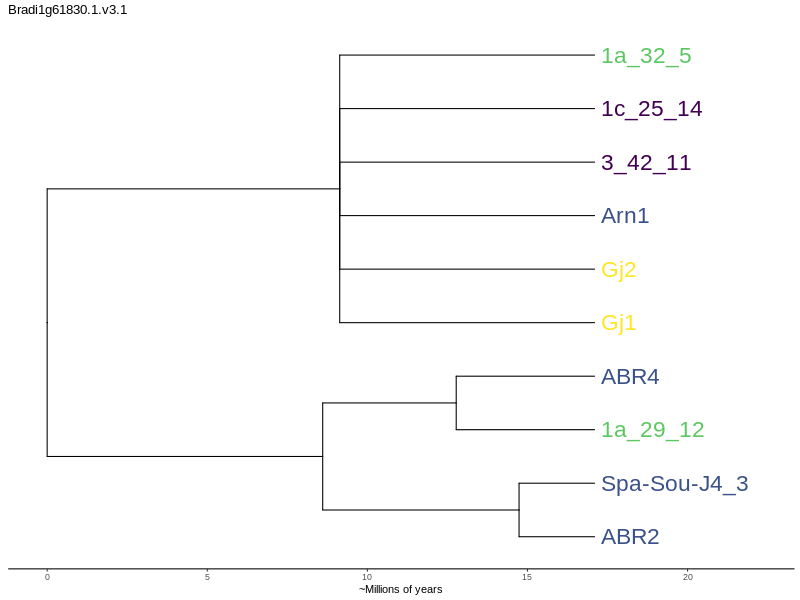 Bradi1g61830.1.v3.1
1a_32_5
1c_25_14
3_42_11
Arn1
Gj2
Gj1
ABR4
1a_29_12
Spa-Sou-J4_3
ABR2
0 5 10 15 20
~Millions of years